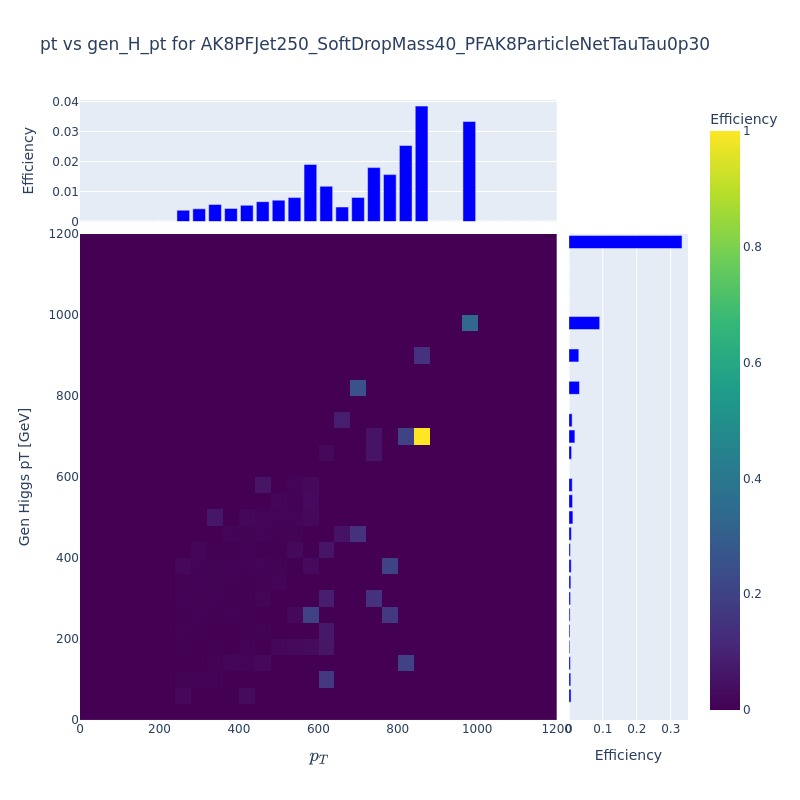 pt vs gen_H_pt for AK8PFJet250_SoftDropMass40_PFAK8ParticleNetTauTau0p30
Efficiency
0.04
0.03
0.02
0.01
0
Efficiency
1
0.8
0.6
0.4
0.2
0
Gen Higgs pT [GeV]
1200
1000
800
600
400
200
0
0 200 400 600 800 1000 1200
p_T
0 0.1 0.2 0.3
Efficiency